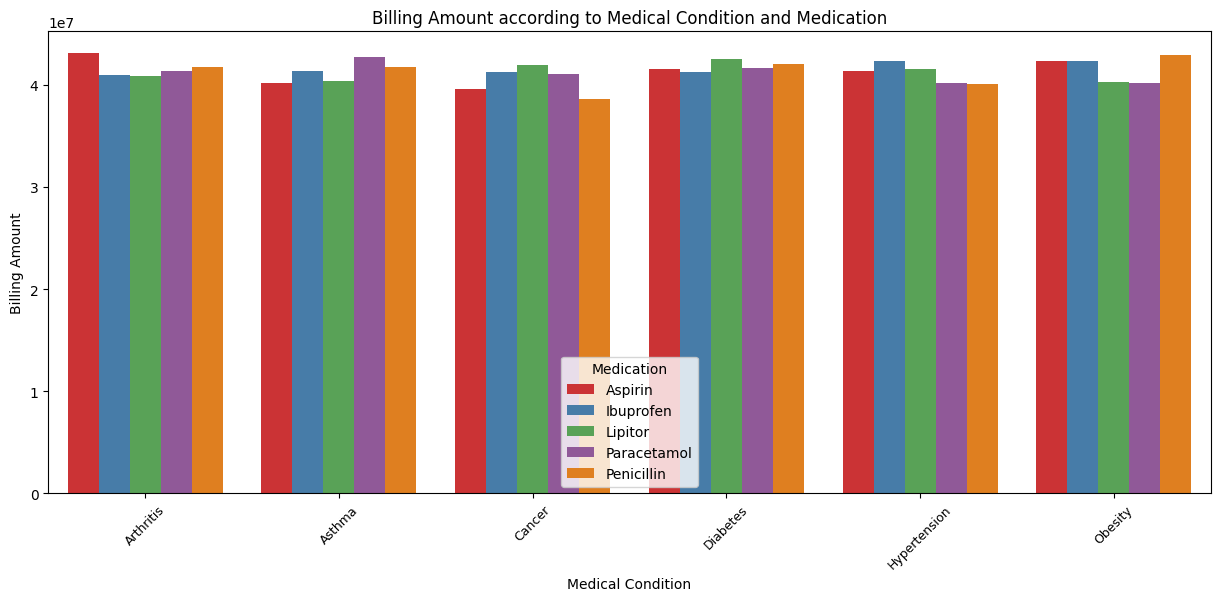 Billing Amount according to Medical Condition and Medication
1e7
4
3
2
1
0
Billing Amount
Medication
Aspirin
Ibuprofen
Lipitor
Paracetamol
Penicillin
Arthritis
Asthma
Cancer
Diabetes
Hypertension
Obesity
Medical Condition